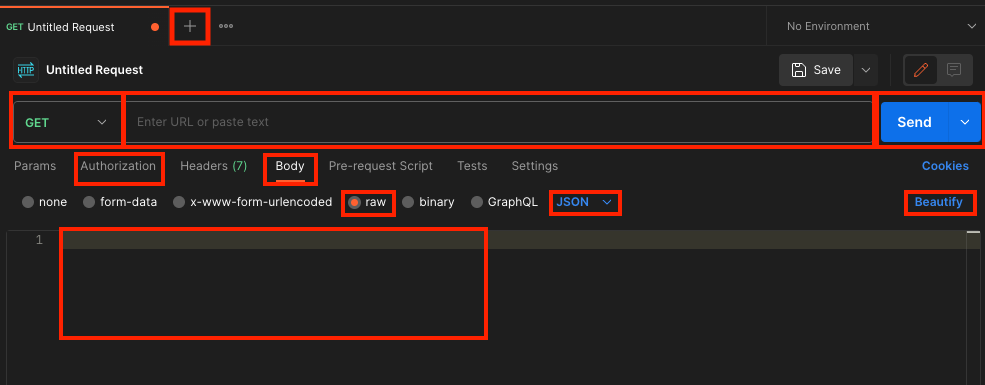 GET Untitled Request + ooo No Environment
HTTP Untitled Request Save
GET Enter URL or paste text Send
Params Authorization Headers (7) Body Pre-request Script Tests Settings Cookies
none form-data x-www-form-urlencoded raw binary GraphQL JSON Beautify
1